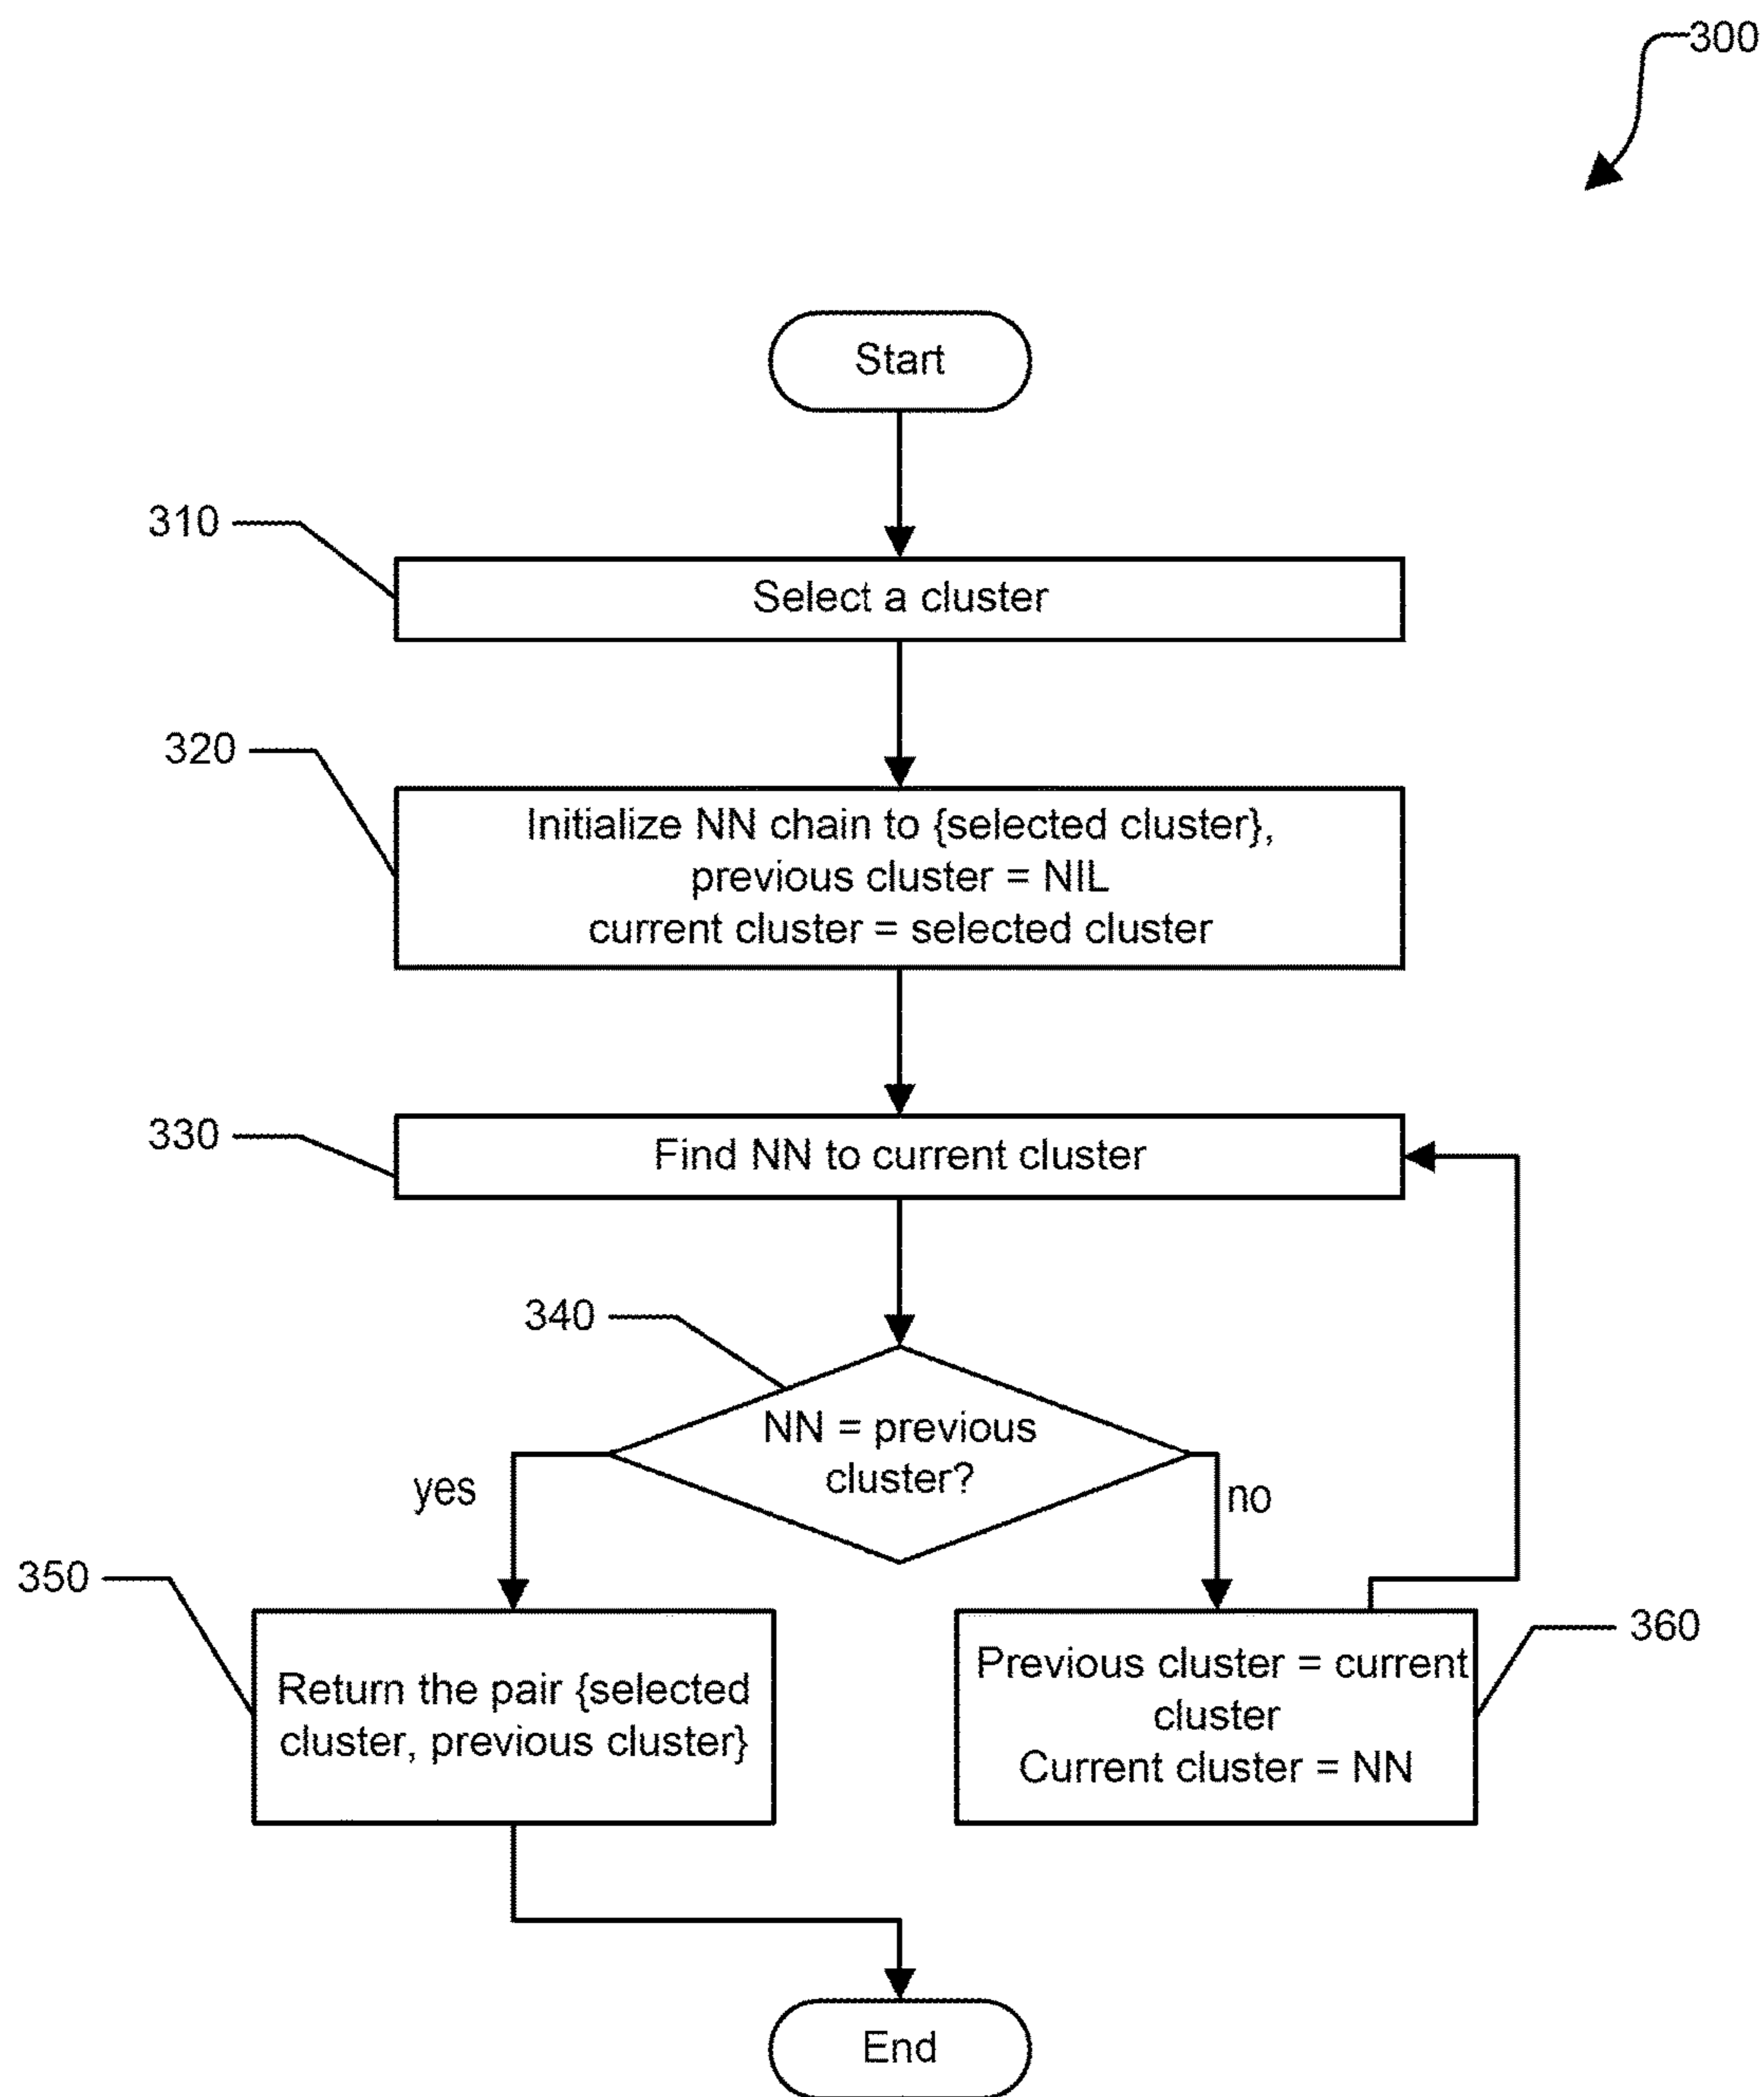 300
Start
310
Select a cluster
320
Initialize NN chain to {selected cluster},
previous cluster = NIL
current cluster = selected cluster
330
Find NN to current cluster
340
NN = previous
cluster?
yes
no
350
Return the pair {selected
cluster, previous cluster}
360
Previous cluster = current
cluster
Current cluster = NN
End